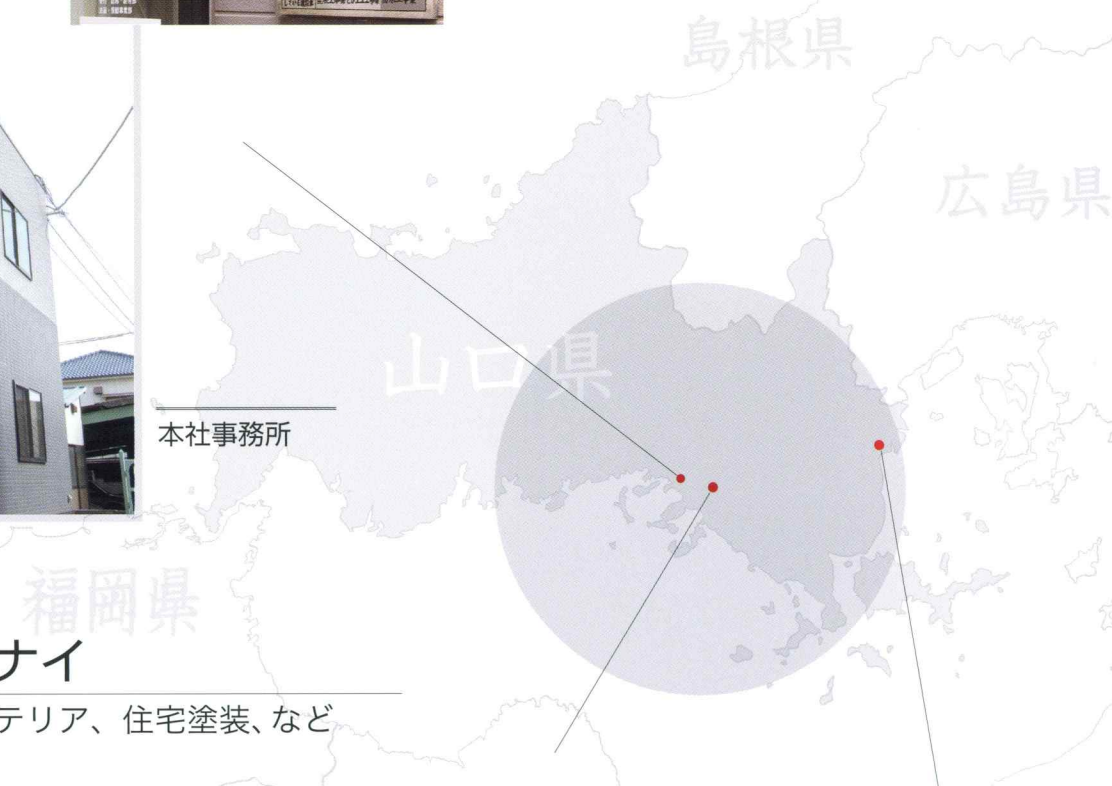 島根県
広島県
山口県
本社事務所
福岡県
ナイ
テリア、住宅塗装、など